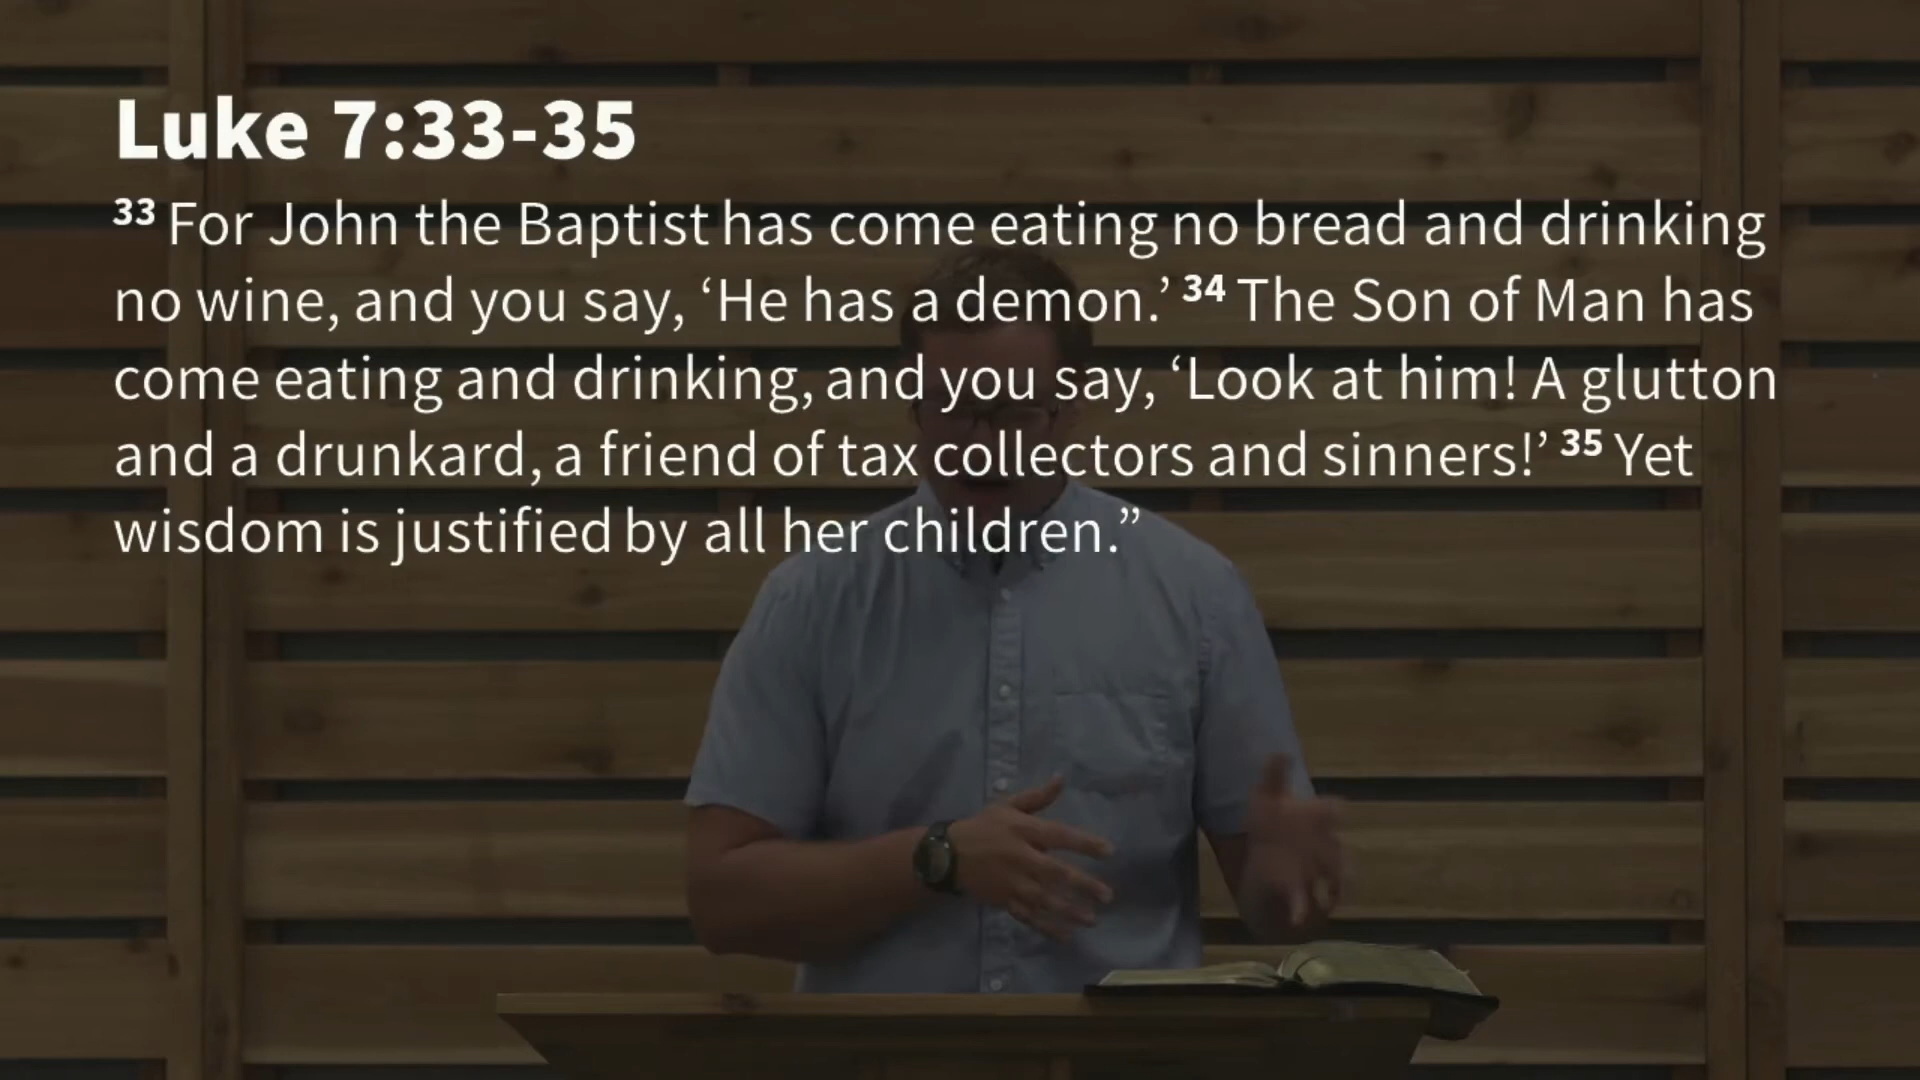 Luke 7:33-35
33 For John the Baptist has come eating no bread and drinking
no wine, and you say, ‘He has a demon.’ 34 The Son of Man has
come eating and drinking, and you say, ‘Look at him! A glutton
and a drunkard, a friend of tax collectors and sinners!’ 35 Yet
wisdom is justified by all her children.”